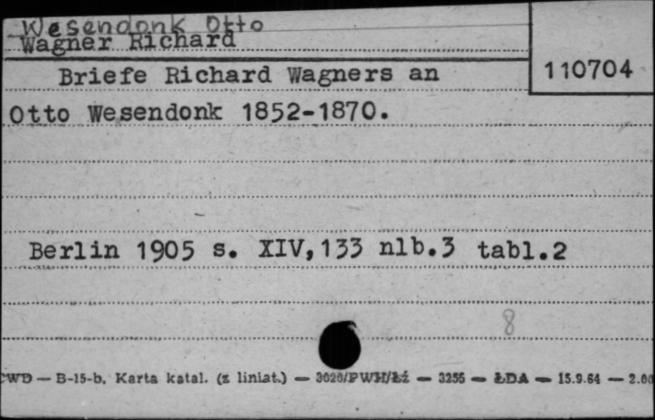 Wesendonk Otto
Wagner Richard
110704
Briefe Richard Wagners an
Otto Wesendonk 1852-1870.
Berlin 1905 s. XIV,133 nlb.3 tabl.2
8
CWD — B-15-b. Karta katal. (z liniat.) — 3028/PWH/Łź — 3255 — ŁDA — 15.9.64 — 2.00